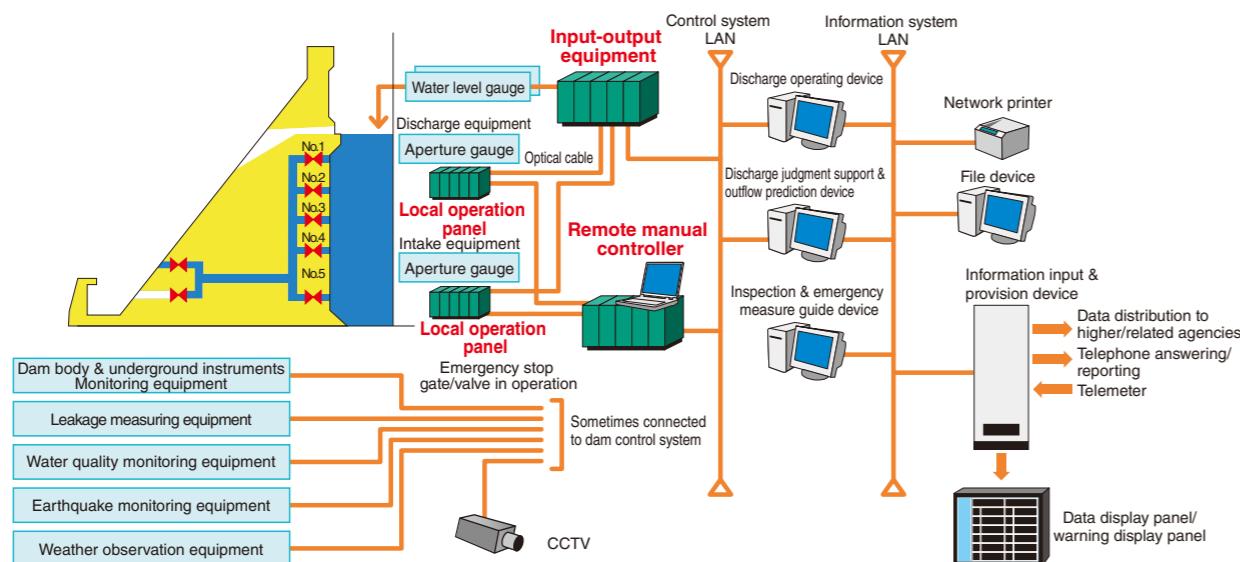 Control system
LAN
Information system
LAN
Input-output
equipment
Water level gauge
Discharge operating device
Network printer
Discharge equipment
Aperture gauge
Optical cable
No.1
No.2
No.3
No.4
No.5
Local operation
panel
Discharge judgment support &
outflow prediction device
File device
Intake equipment
Aperture gauge
Remote manual
controller
Local operation
panel
Inspection & emergency
measure guide device
Information input &
provision device
Data distribution to
higher/related agencies
Telephone answering/
reporting
Telemeter
Emergency stop
gate/valve in operation
Dam body & underground instruments
Monitoring equipment
Leakage measuring equipment
Water quality monitoring equipment
Earthquake monitoring equipment
Weather observation equipment
Sometimes connected
to dam control system
CCTV
Data display panel/
warning display panel